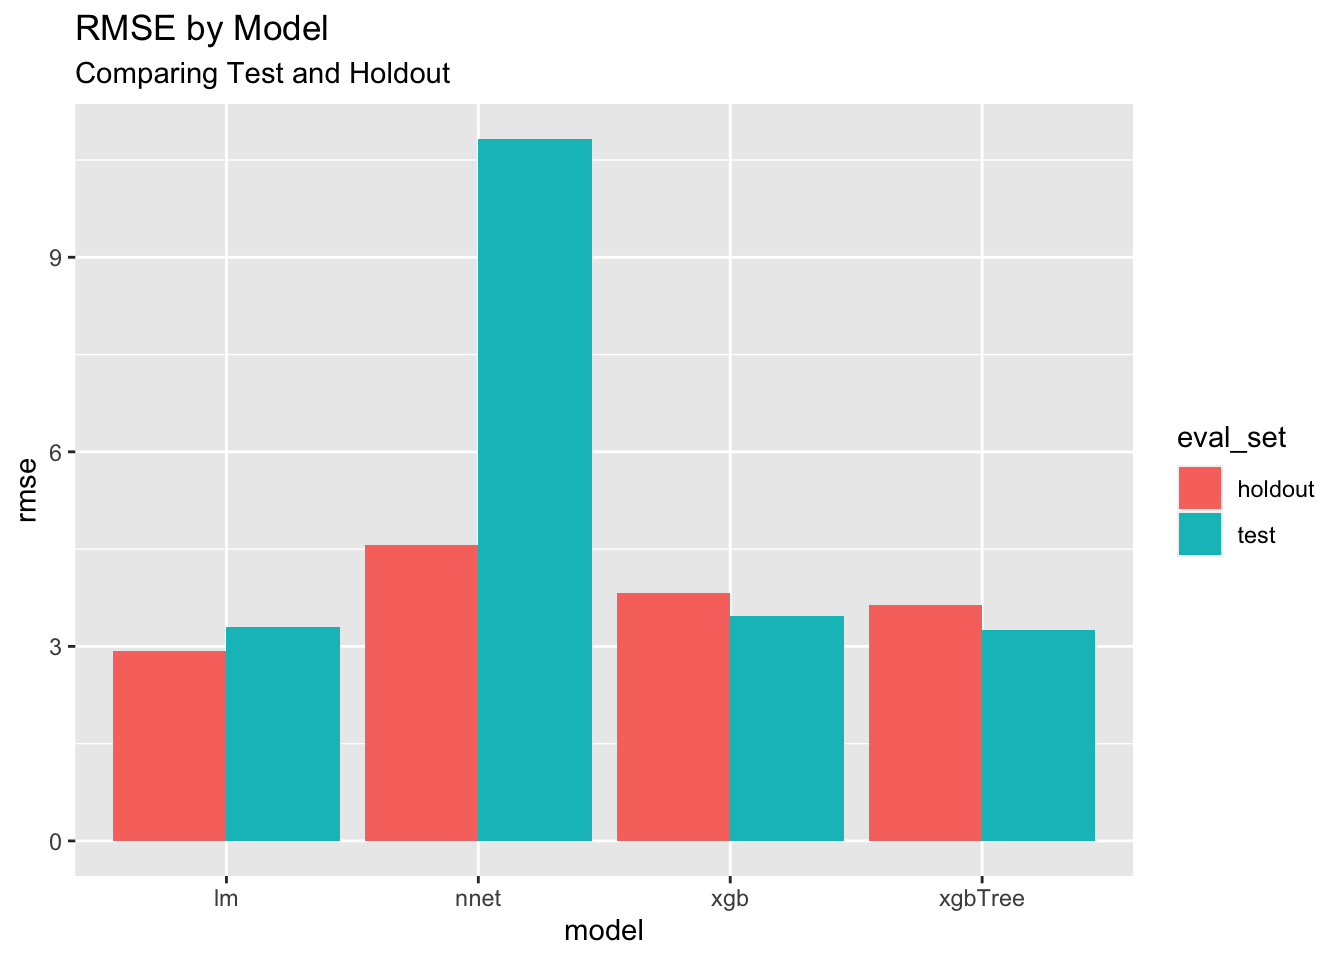 RMSE by Model
Comparing Test and Holdout
rmse
9
6
3
0
lm nnet xgb xgbTree
model
eval_set
holdout
test